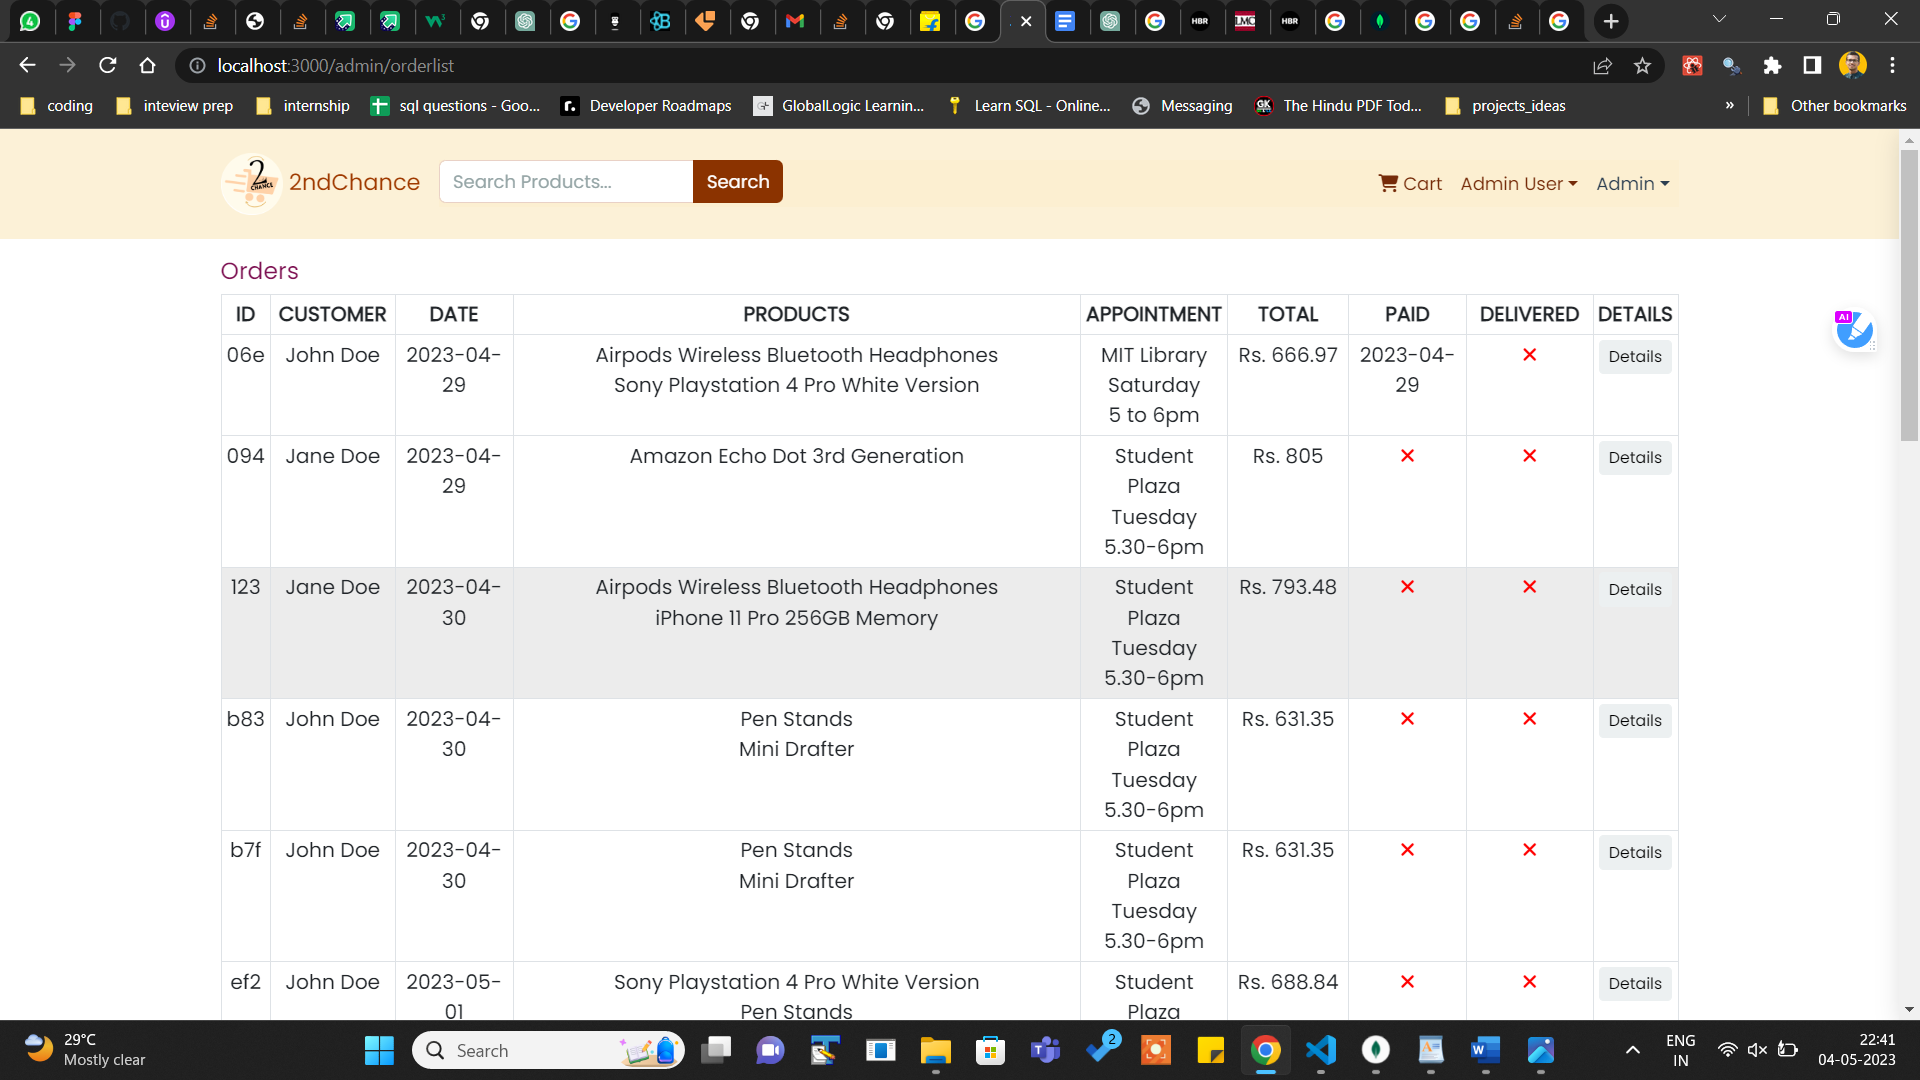 localhost:3000/admin/orderlist
coding
inteview prep
internship
sql questions - Goo...
Developer Roadmaps
GlobalLogic Learnin...
Learn SQL - Online...
Messaging
The Hindu PDF Tod...
projects_ideas
»
Other bookmarks
2
CHANCE
2ndChance
Search Products...
Search
Cart
Admin User
Admin
Orders
ID CUSTOMER DATE PRODUCTS APPOINTMENT TOTAL PAID DELIVERED DETAILS
06e John Doe 2023-04- Airpods Wireless Bluetooth Headphones MIT Library Rs. 666.97 2023-04- Details
29 Sony Playstation 4 Pro White Version Saturday 29
5 to 6pm
094 Jane Doe 2023-04- Amazon Echo Dot 3rd Generation Student Rs. 805 Details
29 Plaza
Tuesday
5.30-6pm
123 Jane Doe 2023-04- Airpods Wireless Bluetooth Headphones Student Rs. 793.48 Details
30 iPhone 11 Pro 256GB Memory Plaza
Tuesday
5.30-6pm
b83 John Doe 2023-04- Pen Stands Student Rs. 631.35 Details
30 Mini Drafter Plaza
Tuesday
5.30-6pm
b7f John Doe 2023-04- Pen Stands Student Rs. 631.35 Details
30 Mini Drafter Plaza
Tuesday
5.30-6pm
ef2 John Doe 2023-05- Sony Playstation 4 Pro White Version Student Rs. 688.84 Details
01 Pen Stands Plaza
AI
29°C
Mostly clear
Search
2
ENG
IN
22:41
04-05-2023